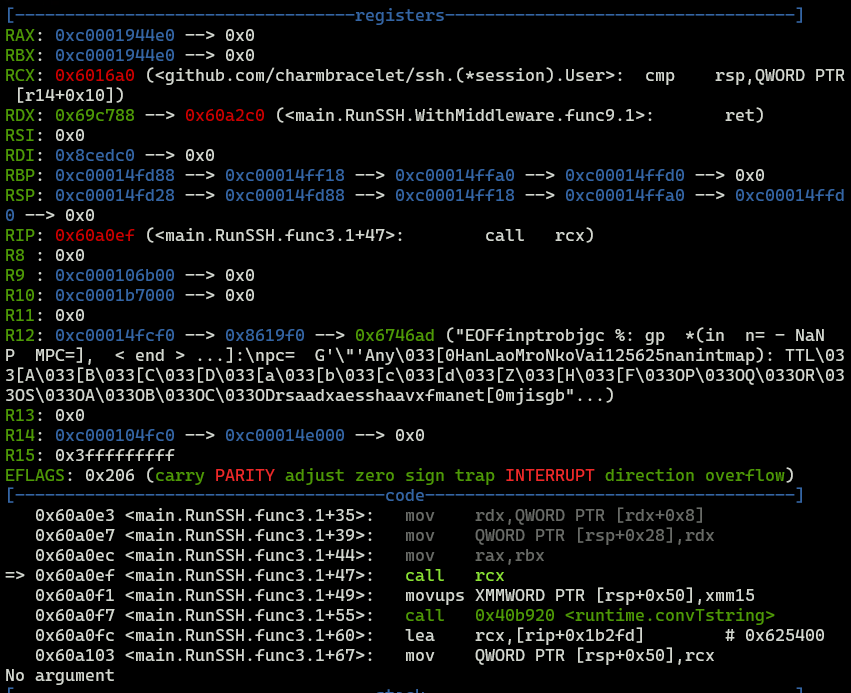 [----------------------------------registers-----------------------------------]
RAX: 0xc0001944e0 --> 0x0
RBX: 0xc0001944e0 --> 0x0
RCX: 0x6016a0 (<github.com/charmbracelet/ssh.(*session).User>:  cmp    rsp,QWORD PTR
 [r14+0x10])
RDX: 0x69c788 --> 0x60a2c0 (<main.RunSSH.WithMiddleware.func9.1>:       ret)
RSI: 0x0
RDI: 0x8cedc0 --> 0x0
RBP: 0xc00014fd88 --> 0xc00014ff18 --> 0xc00014ffa0 --> 0xc00014ffd0 --> 0x0
RSP: 0xc00014fd28 --> 0xc00014fd88 --> 0xc00014ff18 --> 0xc00014ffa0 --> 0xc00014ffd
0 --> 0x0
RIP: 0x60a0ef (<main.RunSSH.func3.1+47>:        call   rcx)
R8 : 0x0
R9 : 0xc000106b00 --> 0x0
R10: 0xc0001b7000 --> 0x0
R11: 0x0
R12: 0xc00014fcf0 --> 0x8619f0 --> 0x6746ad ("EOFfinptrobjgc %: gp  *(in  n= - NaN
P  MPC=],  < end > ...]:\npc=  G'\"'Any\033[0HanLaoMroNkoVai125625nanintmap): TTL\03
3[A\033[B\033[C\033[D\033[a\033[b\033[c\033[d\033[Z\033[H\033[F\033OP\033OQ\033OR\03
3OS\033OA\033OB\033OC\033ODrsaadxaesshaavxfmanet[0mjisgb"...)
R13: 0x0
R14: 0xc000104fc0 --> 0xc00014e000 --> 0x0
R15: 0x3fffffffff
EFLAGS: 0x206 (carry PARITY adjust zero sign trap INTERRUPT direction overflow)
[-------------------------------------code-------------------------------------]
   0x60a0e3 <main.RunSSH.func3.1+35>:   mov    rdx,QWORD PTR [rdx+0x8]
   0x60a0e7 <main.RunSSH.func3.1+39>:   mov    QWORD PTR [rsp+0x28],rdx
   0x60a0ec <main.RunSSH.func3.1+44>:   mov    rax,rbx
=> 0x60a0ef <main.RunSSH.func3.1+47>:   call   rcx
   0x60a0f1 <main.RunSSH.func3.1+49>:   movups XMMWORD PTR [rsp+0x50],xmm15
   0x60a0f7 <main.RunSSH.func3.1+55>:   call   0x40b920 <runtime.convTstring>
   0x60a0fc <main.RunSSH.func3.1+60>:   lea    rcx,[rip+0x1b2fd]        # 0x625400
   0x60a103 <main.RunSSH.func3.1+67>:   mov    QWORD PTR [rsp+0x50],rcx
No argument